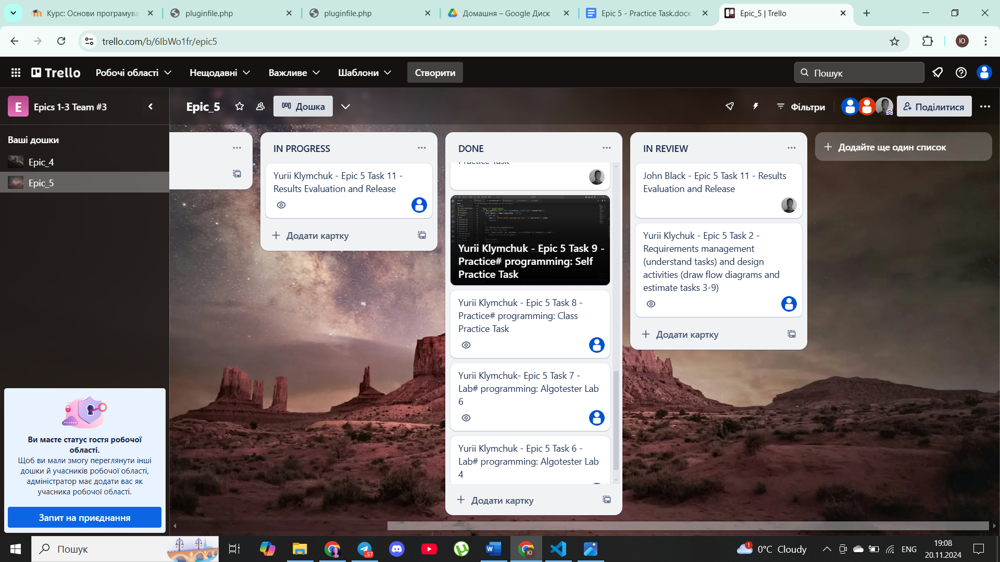 Курс: Основи програмува
pluginfile.php
pluginfile.php
Домашня – Google Диск
Epic 5 - Practice Task.docx
Epic_5 | Trello
trello.com/b/6IbWo1fr/epic5
Ю
Trello
Робочі області
Нещодавні
Важливе
Шаблони
Створити
Пошук
E
Epics 1-3 Team #3
Epic_5
Дошка
Фільтри
Поділитися
Ваші дошки
Epic_4
Epic_5
IN PROGRESS
Yurii Klymchuk - Epic 5 Task 11 -
Results Evaluation and Release
Додати картку
DONE
Practice Task
Yurii Klymchuk - Epic 5 Task 9 -
Practice# programming: Self
Practice Task
Yurii Klymchuk - Epic 5 Task 8 -
Practice# programming: Class
Practice Task
Yurii Klymchuk- Epic 5 Task 7 -
Lab# programming: Algotester Lab
6
Yurii Klymchuk - Epic 5 Task 6 -
Lab# programming: Algotester Lab
4
Додати картку
IN REVIEW
John Black - Epic 5 Task 11 - Results
Evaluation and Release
Yurii Klychuk - Epic 5 Task 2 -
Requirements management
(understand tasks) and design
activities (draw flow diagrams and
estimate tasks 3-9)
Додати картку
Додайте ще один список
Ви маєте статус гостя робочої
області.
Щоб ви мали змогу переглянути інші
дошки й учасників робочої області,
адміністратор має додати вас як
учасника робочої області.
Запит на приєднання
Пошук
.57
Ю
1
0°C Cloudy
ENG
19:08
20.11.2024